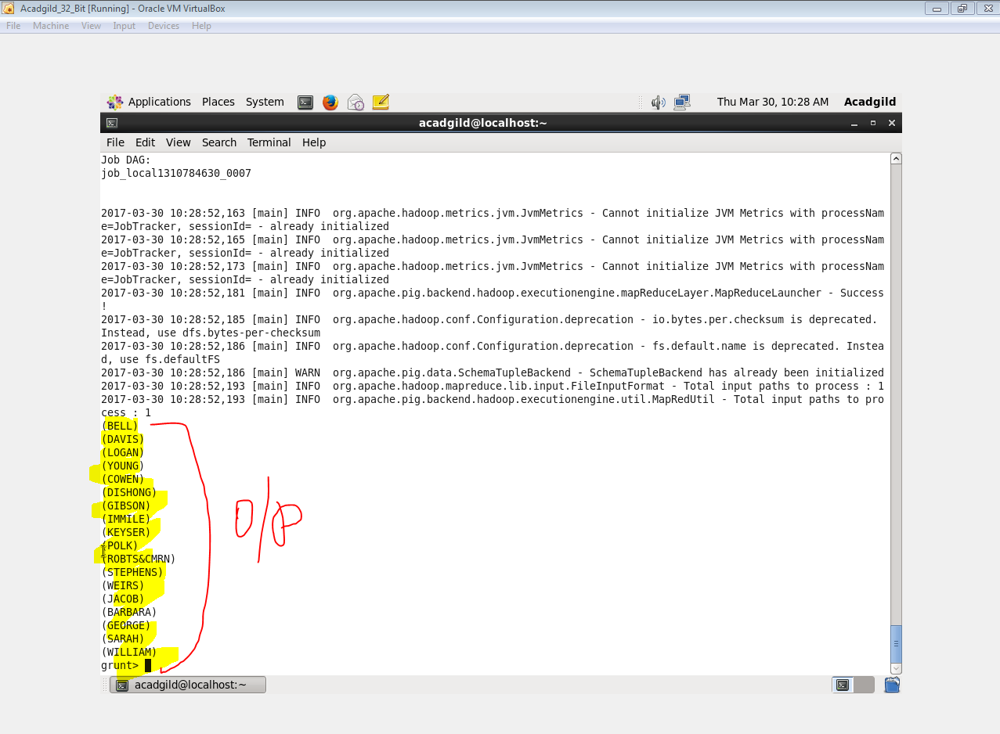 Acadgild_32_Bit [Running] - Oracle VM VirtualBox
File Machine View Input Devices Help
Applications Places System Thu Mar 30, 10:28 AM Acadgild
acadgild@localhost:~
File Edit View Search Terminal Help
Job DAG:
job_local1310784630_0007
2017-03-30 10:28:52,163 [main] INFO  org.apache.hadoop.metrics.jvm.JvmMetrics - Cannot initialize JVM Metrics with processNam
e=JobTracker, sessionId= - already initialized
2017-03-30 10:28:52,165 [main] INFO  org.apache.hadoop.metrics.jvm.JvmMetrics - Cannot initialize JVM Metrics with processNam
e=JobTracker, sessionId= - already initialized
2017-03-30 10:28:52,173 [main] INFO  org.apache.hadoop.metrics.jvm.JvmMetrics - Cannot initialize JVM Metrics with processNam
e=JobTracker, sessionId= - already initialized
2017-03-30 10:28:52,181 [main] INFO  org.apache.pig.backend.hadoop.executionengine.mapReduceLayer.MapReduceLauncher - Success
!
2017-03-30 10:28:52,185 [main] INFO  org.apache.hadoop.conf.Configuration.deprecation - io.bytes.per.checksum is deprecated.
Instead, use dfs.bytes-per-checksum
2017-03-30 10:28:52,186 [main] INFO  org.apache.hadoop.conf.Configuration.deprecation - fs.default.name is deprecated. Instea
d, use fs.defaultFS
2017-03-30 10:28:52,186 [main] WARN  org.apache.pig.data.SchemaTupleBackend - SchemaTupleBackend has already been initialized
2017-03-30 10:28:52,193 [main] INFO  org.apache.hadoop.mapreduce.lib.input.FileInputFormat - Total input paths to process : 1
2017-03-30 10:28:52,193 [main] INFO  org.apache.pig.backend.hadoop.executionengine.util.MapRedUtil - Total input paths to pro
cess : 1
(BELL)
(DAVIS)
(LOGAN)
(YOUNG)
(COWEN)
(DISHONG)
(GIBSON)
O/P
(IMMILE)
(KEYSER)
(POLK)
(ROBTS&CMRN)
(STEPHENS)
(WEIRS)
(JACOB)
(BARBARA)
(GEORGE)
(SARAH)
(WILLIAM)
grunt>
acadgild@localhost:~